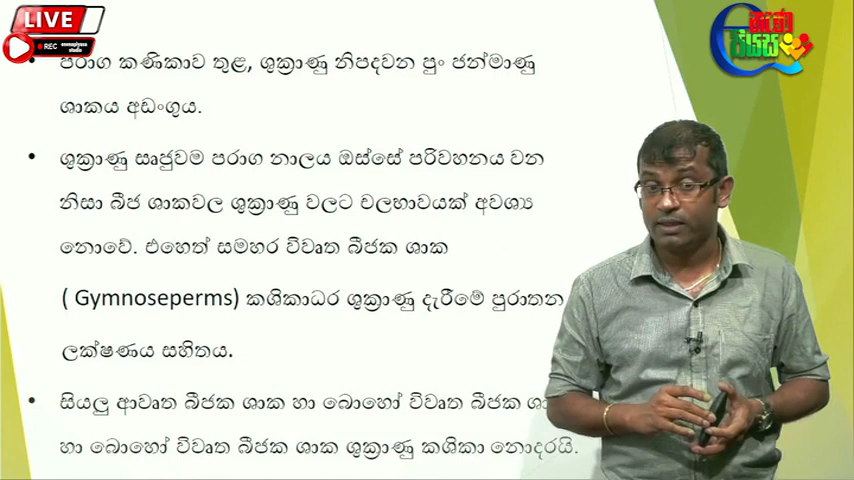 LIVE
REC
පරාග කණිකාව තුළ, ශුක්‍රාණු නිපදවන පුං ජන්මාණු
ශාකය අඩංගුය.
• ශුක්‍රාණු සෘජුවම පරාග නාලය ඔස්සේ පරිවහනය වන
නිසා බීජ ශාකවල ශුක්‍රාණු වලට චලභාවයක් අවශ්‍ය
නොවේ. එහෙත් සමහර විවෘත බීජක ශාක
( Gymnoseperms) කශිකාධර ශුක්‍රාණු දැරීමේ පුරාතන
ලක්ෂණය සහිතය.
• සියලු ආවෘත බීජක ශාක හා බොහෝ විවෘත බීජක
හා බොහෝ විවෘත බීජක ශාක ශුක්‍රාණු කශිකා නොදරයි.